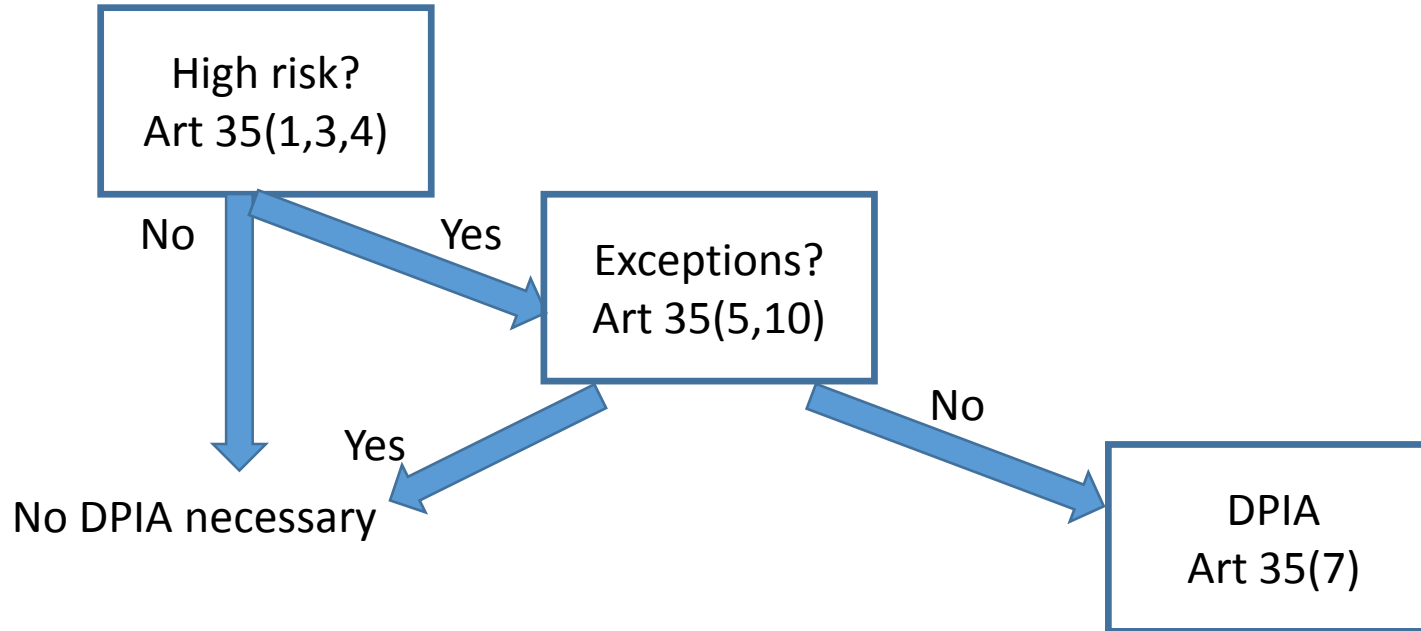 High risk?
Art 35(1,3,4)
No
Yes
Exceptions?
Art 35(5,10)
Yes
No
No DPIA necessary
DPIA
Art 35(7)